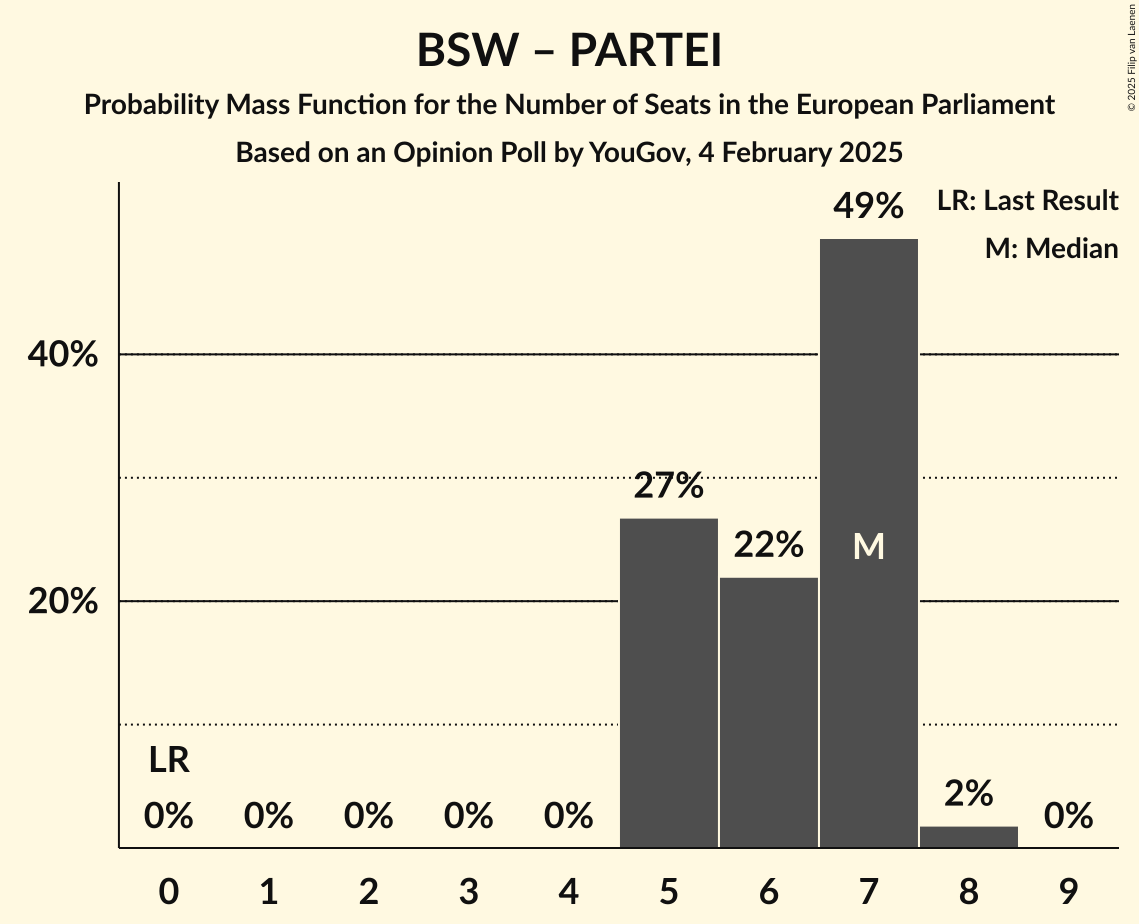 BSW – PARTEI
Probability Mass Function for the Number of Seats in the European Parliament
Based on an Opinion Poll by YouGov, 4 February 2025
© 2025 Filip van Laenen
LR: Last Result
M: Median
49%
40%
27%
22%
M
20%
LR
0% 0% 0% 0% 0% 2% 0%
0 1 2 3 4 5 6 7 8 9